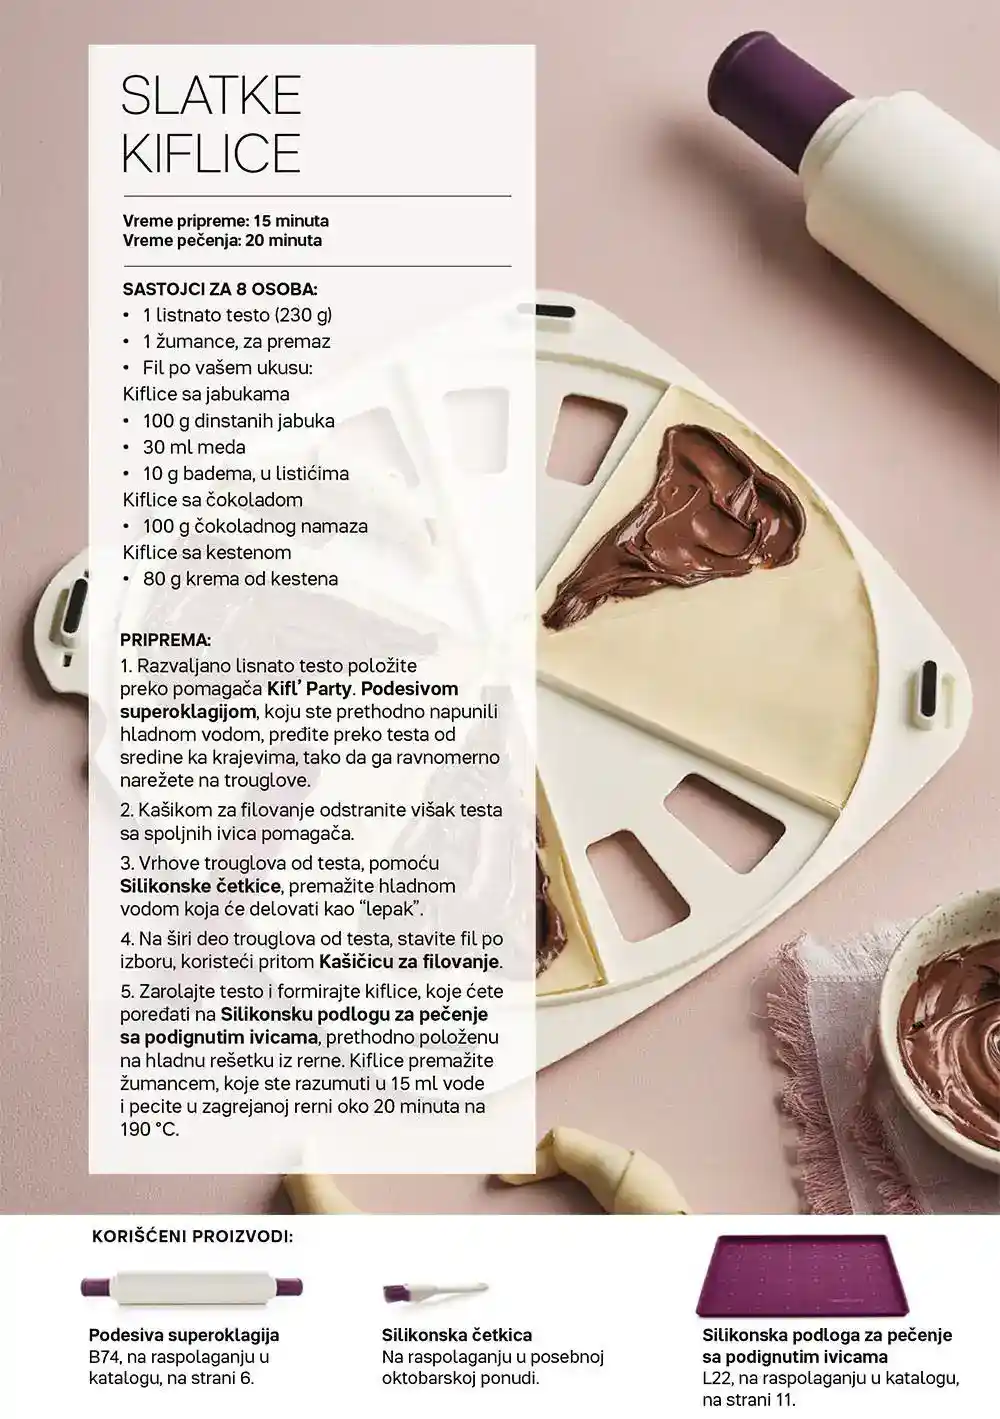 SLATKE
KIFLICE
Vreme pripreme: 15 minuta
Vreme pečenja: 20 minuta
SASTOJCI ZA 8 OSOBA:
• 1 listnato testo (230 g)
• 1 žumance, za premaz
• Fil po vašem ukusu:
Kiflice sa jabukama
• 100 g dinstanih jabuka
• 30 ml meda
• 10 g badema, u listićima
Kiflice sa čokoladom
• 100 g čokoladnog namaza
Kiflice sa kestenom
• 80 g krema od kestena
PRIPREMA:
1. Razvaljano lisnato testo položite
preko pomagača Kifl’ Party. Podesivom
superoklagijom, koju ste prethodno napunili
hladnom vodom, pređite preko testa od
sredine ka krajevima, tako da ga ravnomerno
narežete na trouglove.
2. Kašikom za filovanje odstranite višak testa
sa spoljnih ivica pomagača.
3. Vrhove trouglova od testa, pomoću
Silikonske četkice, premažite hladnom
vodom koja će delovati kao “lepak”.
4. Na širi deo trouglova od testa, stavite fil po
izboru, koristeći pritom Kašičicu za filovanje.
5. Zarolajte testo i formirajte kiflice, koje ćete
poređati na Silikonsku podlogu za pečenje
sa podignutim ivicama, prethodno položenu
na hladnu rešetku iz rerne. Kiflice premažite
žumancem, koje ste razumuti u 15 ml vode
i pecite u zagrejanoj rerni oko 20 minuta na
190 °C.
KORIŠĆENI PROIZVODI:
Podesiva superoklagija
B74, na raspolaganju u
katalogu, na strani 6.
Silikonska četkica
Na raspolaganju u posebnoj
oktobarskoj ponudi.
Silikonska podloga za pečenje
sa podignutim ivicama
L22, na raspolaganju u katalogu,
na strani 11.